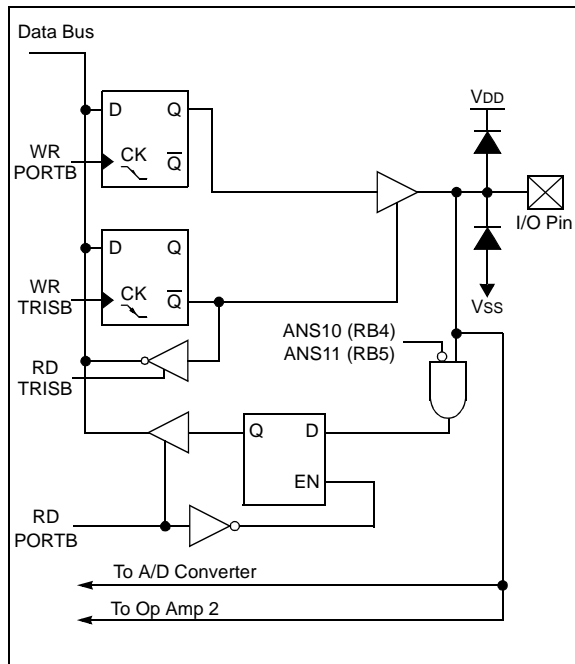 Data Bus
D Q
VDD
WR
PORTB
CK
Q
I/O Pin
D Q
WR
TRISB
CK
Q
VSS
ANS10 (RB4)
ANS11 (RB5)
RD
TRISB
Q D
EN
RD
PORTB
To A/D Converter
To Op Amp 2